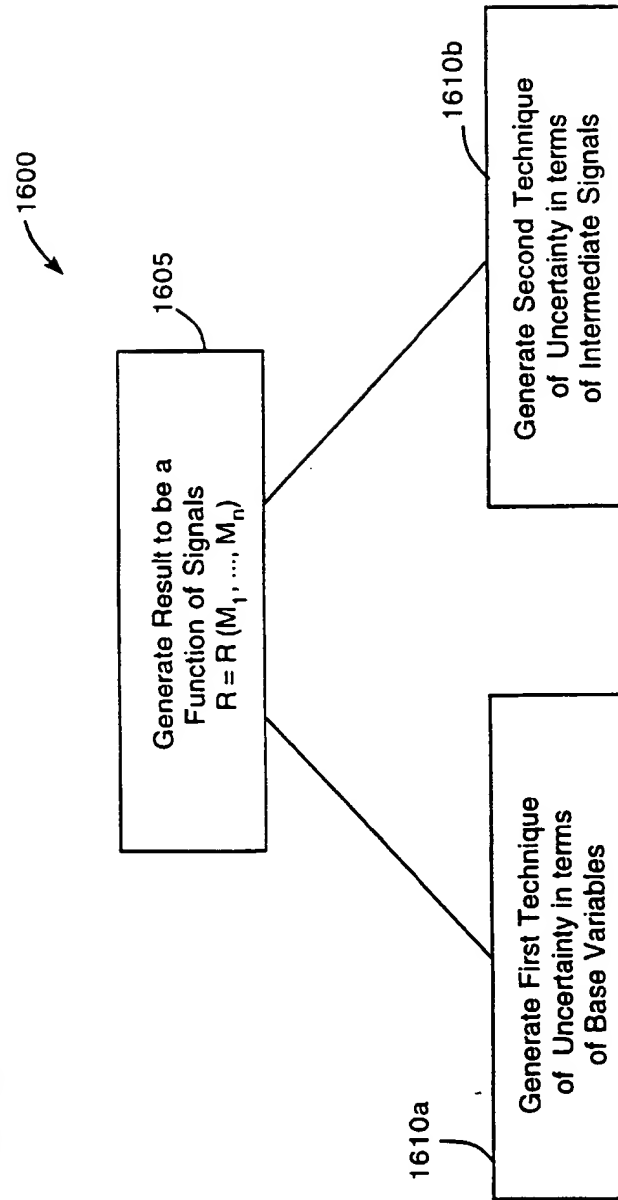 1600
1605
Generate Result to be a
Function of Signals
R = R (M₁, ..., Mₙ)
1610a
Generate First Technique
of Uncertainty in terms
of Base Variables
1610b
Generate Second Technique
of Uncertainty in terms
of Intermediate Signals